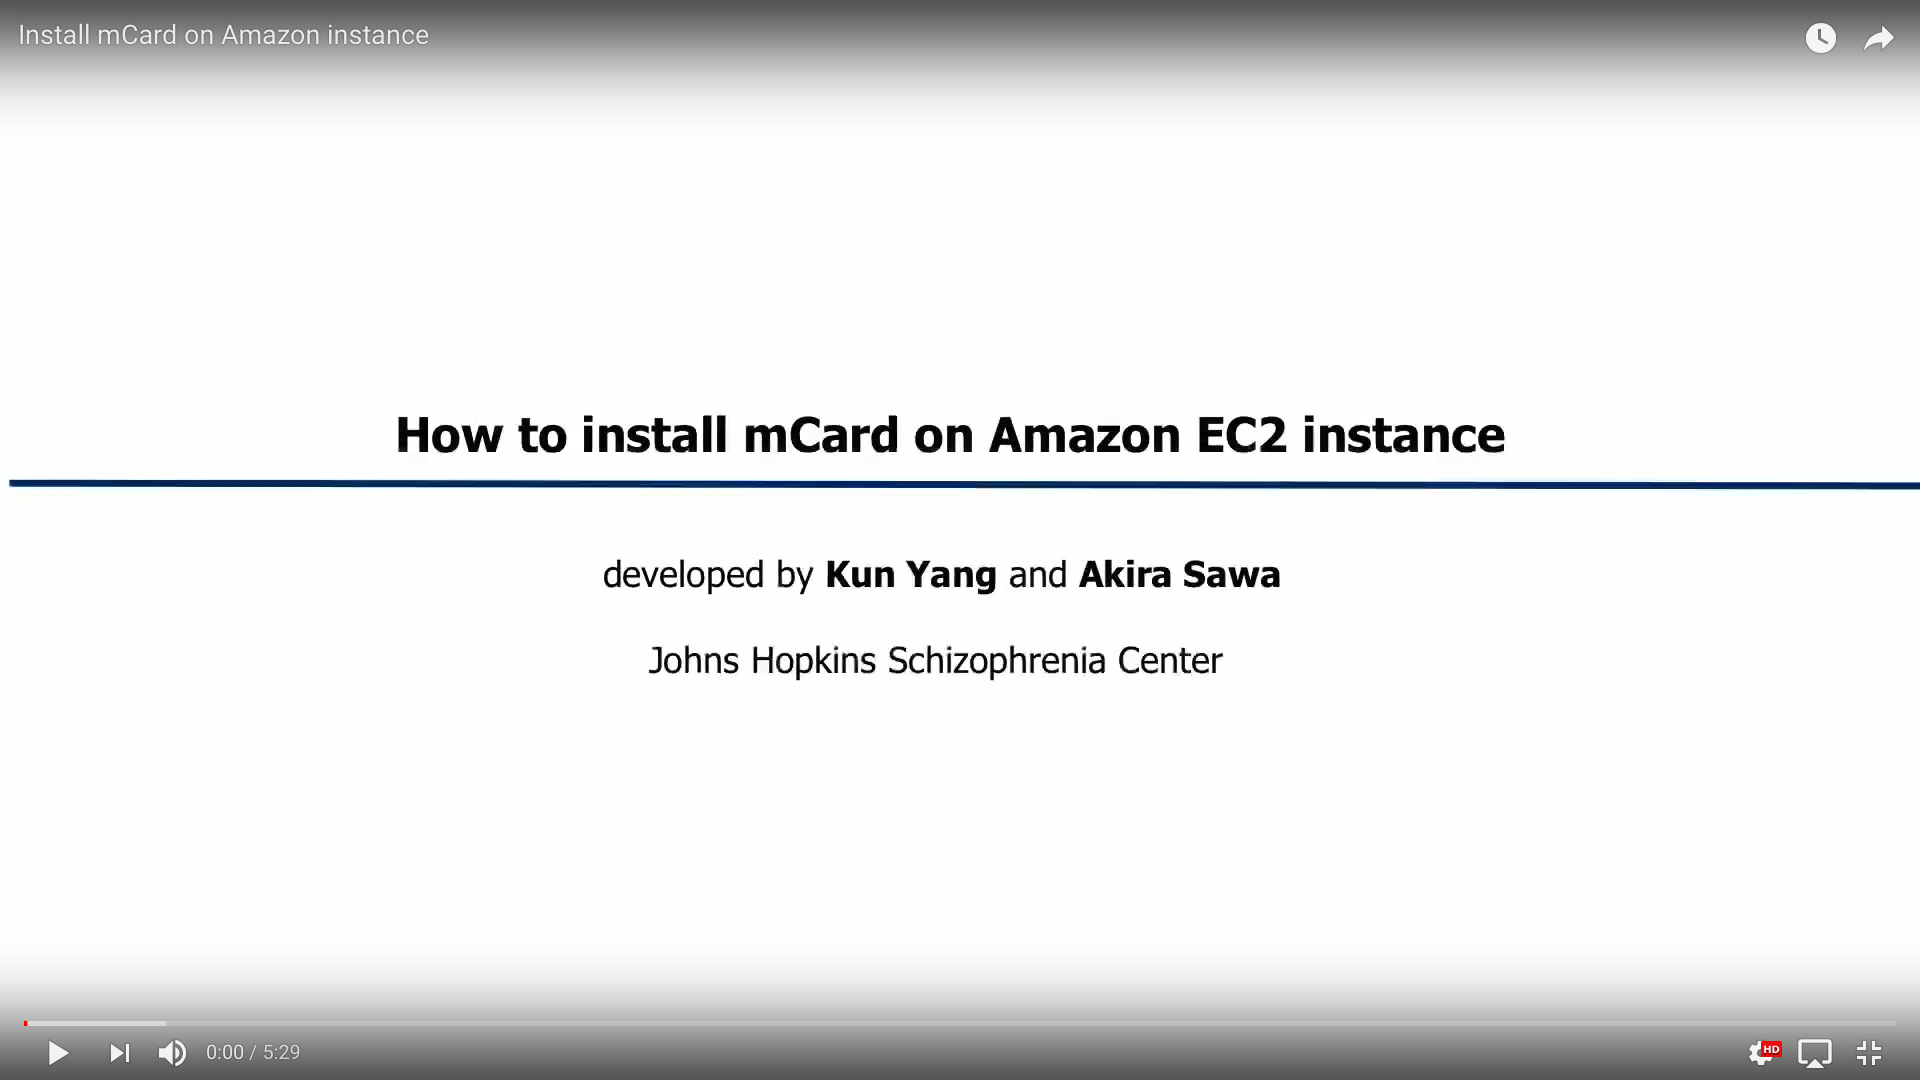 Install mCard on Amazon instance
How to install mCard on Amazon EC2 instance
developed by Kun Yang and Akira Sawa
Johns Hopkins Schizophrenia Center
0:00 / 5:29
HD